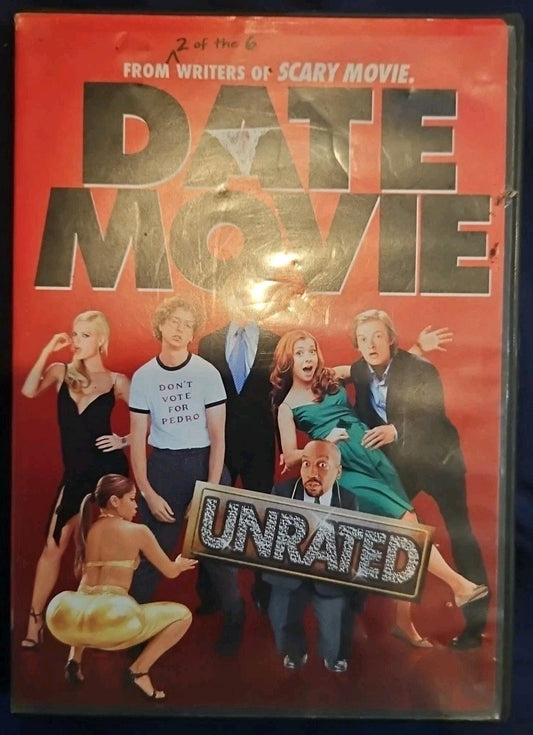 2 of the 6
FROM WRITERS OF SCARY MOVIE.
DATE
MOVIE
DON'T
VOTE
FOR
PEDRO
UNRATED